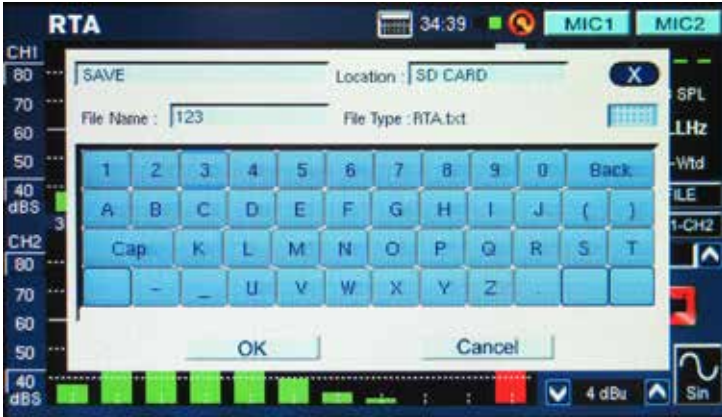 RTA 34:39 MIC1 MIC2
CH1
80
70
60
50
40
dBS
CH2
80
70
60
50
40
dBS
SAVE Location : SD CARD X
File Name : 123 File Type : RTA.txt
1 2 3 4 5 6 7 8 9 0 Back
A B C D E F G H I J ( )
Cap K L M N O P Q R S T
- _ U V W X Y Z .
OK Cancel
SPL
LHz
-Wtd
ILE
1-CH2
4 dBu Sin